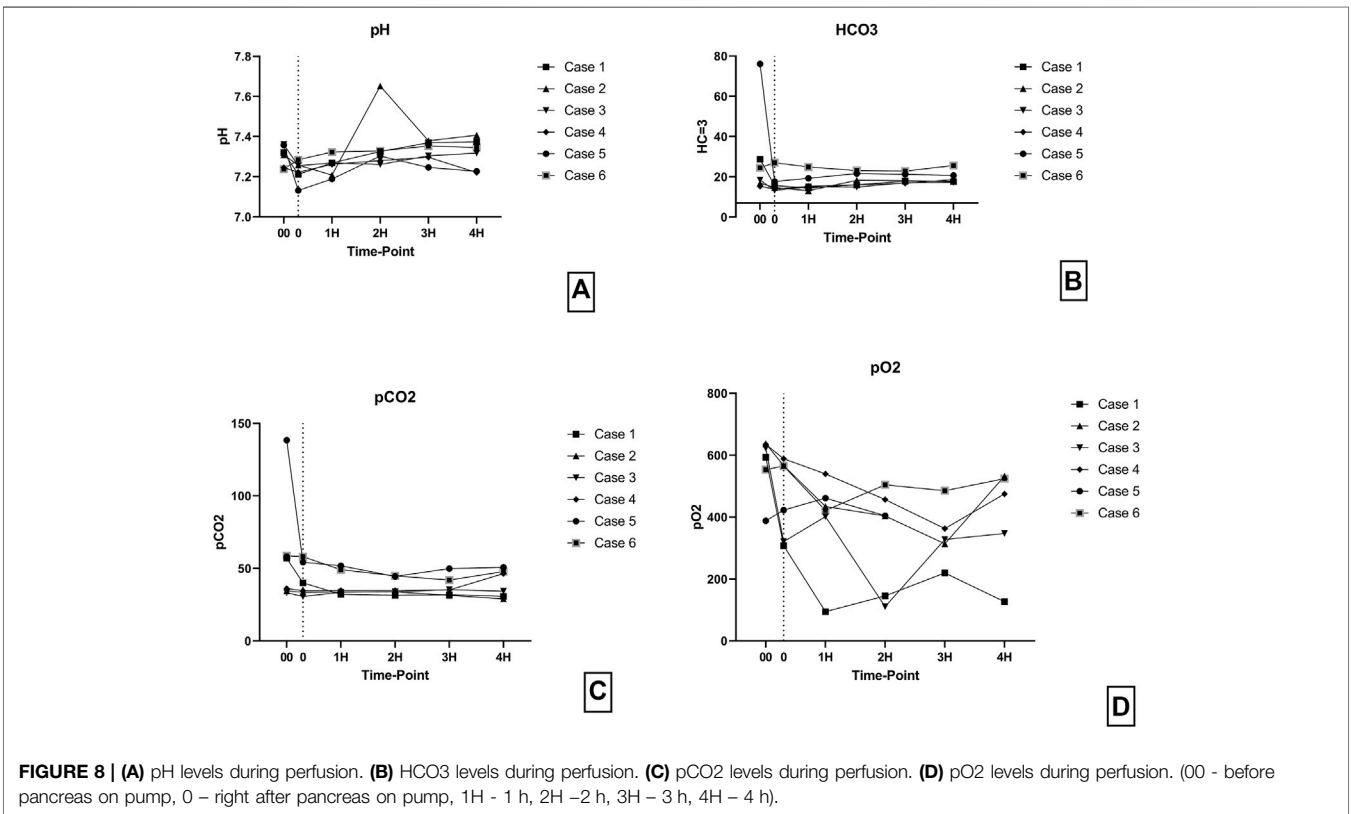 pH
7.8
7.6
7.4
7.2
7.0
pH
00 0 1H 2H 3H 4H
Time-Point
Case 1
Case 2
Case 3
Case 4
Case 5
Case 6
A
HCO3
80
60
40
20
0
HC=3
00 0 1H 2H 3H 4H
Time-Point
Case 1
Case 2
Case 3
Case 4
Case 5
Case 6
B
pCO2
150
100
50
0
pCO2
00 0 1H 2H 3H 4H
Time-Point
Case 1
Case 2
Case 3
Case 4
Case 5
Case 6
C
pO2
800
600
400
200
0
pO2
00 0 1H 2H 3H 4H
Time-Point
Case 1
Case 2
Case 3
Case 4
Case 5
Case 6
D
FIGURE 8 | (A) pH levels during perfusion. (B) HCO3 levels during perfusion. (C) pCO2 levels during perfusion. (D) pO2 levels during perfusion. (00 - before
pancreas on pump, 0 – right after pancreas on pump, 1H - 1 h, 2H –2 h, 3H – 3 h, 4H – 4 h).